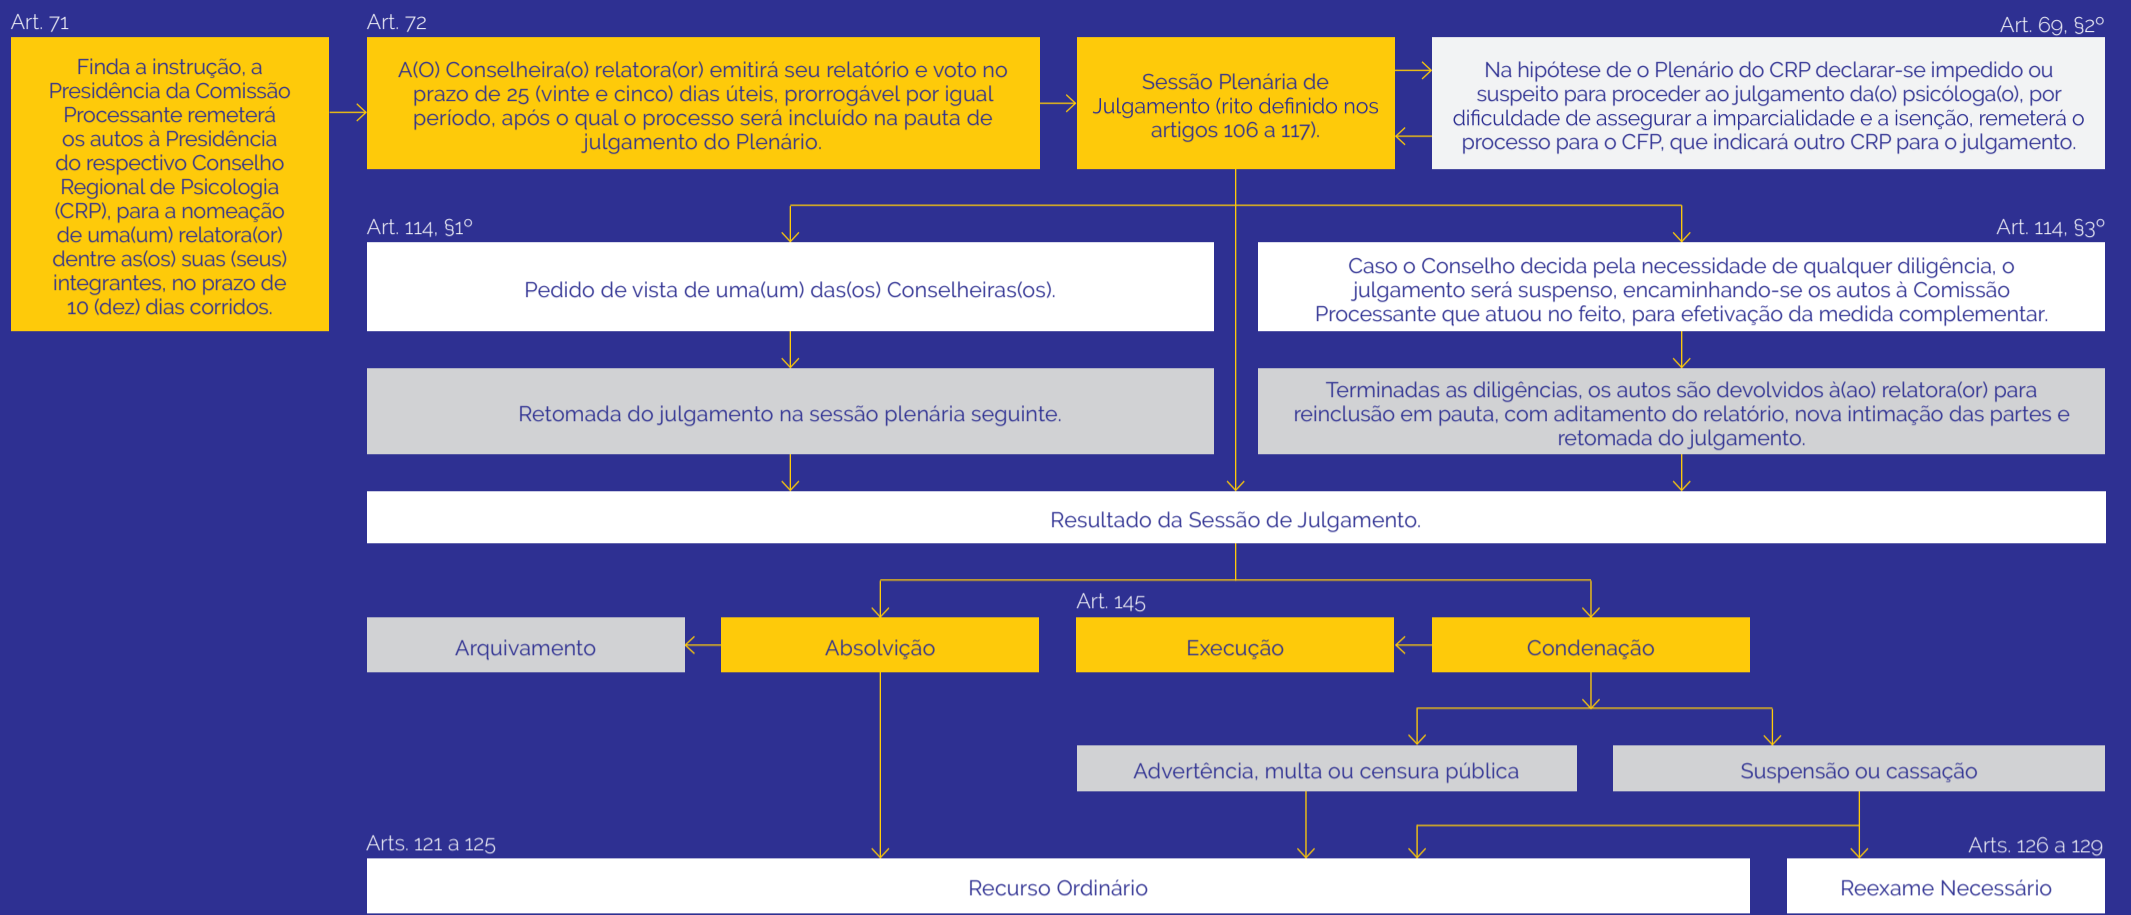 Art. 71
Finda a instrução, a
Presidência da Comissão
Processante remeterá
os autos à Presidência
do respectivo Conselho
Regional de Psicologia
(CRP), para a nomeação
de uma(um) relatora(or)
dentre as(os) suas (seus)
integrantes, no prazo de
10 (dez) dias corridos.
Art. 72
A(O) Conselheira(o) relatora(or) emitirá seu relatório e voto no
prazo de 25 (vinte e cinco) dias úteis, prorrogável por igual
período, após o qual o processo será incluído na pauta de
julgamento do Plenário.
Sessão Plenária de
Julgamento (rito definido nos
artigos 106 a 117).
Art. 69, §2º
Na hipótese de o Plenário do CRP declarar-se impedido ou
suspeito para proceder ao julgamento da(o) psicóloga(o), por
dificuldade de assegurar a imparcialidade e a isenção, remeterá o
processo para o CFP, que indicará outro CRP para o julgamento.
Art. 114, §1º
Pedido de vista de uma(um) das(os) Conselheiras(os).
Art. 114, §3º
Caso o Conselho decida pela necessidade de qualquer diligência, o
julgamento será suspenso, encaminhando-se os autos à Comissão
Processante que atuou no feito, para efetivação da medida complementar.
Retomada do julgamento na sessão plenária seguinte.
Terminadas as diligências, os autos são devolvidos à(ao) relatora(or) para
reinclusão em pauta, com aditamento do relatório, nova intimação das partes e
retomada do julgamento.
Resultado da Sessão de Julgamento.
Arquivamento
Absolvição
Art. 145
Execução
Condenação
Advertência, multa ou censura pública
Suspensão ou cassação
Arts. 121 a 125
Recurso Ordinário
Arts. 126 a 129
Reexame Necessário